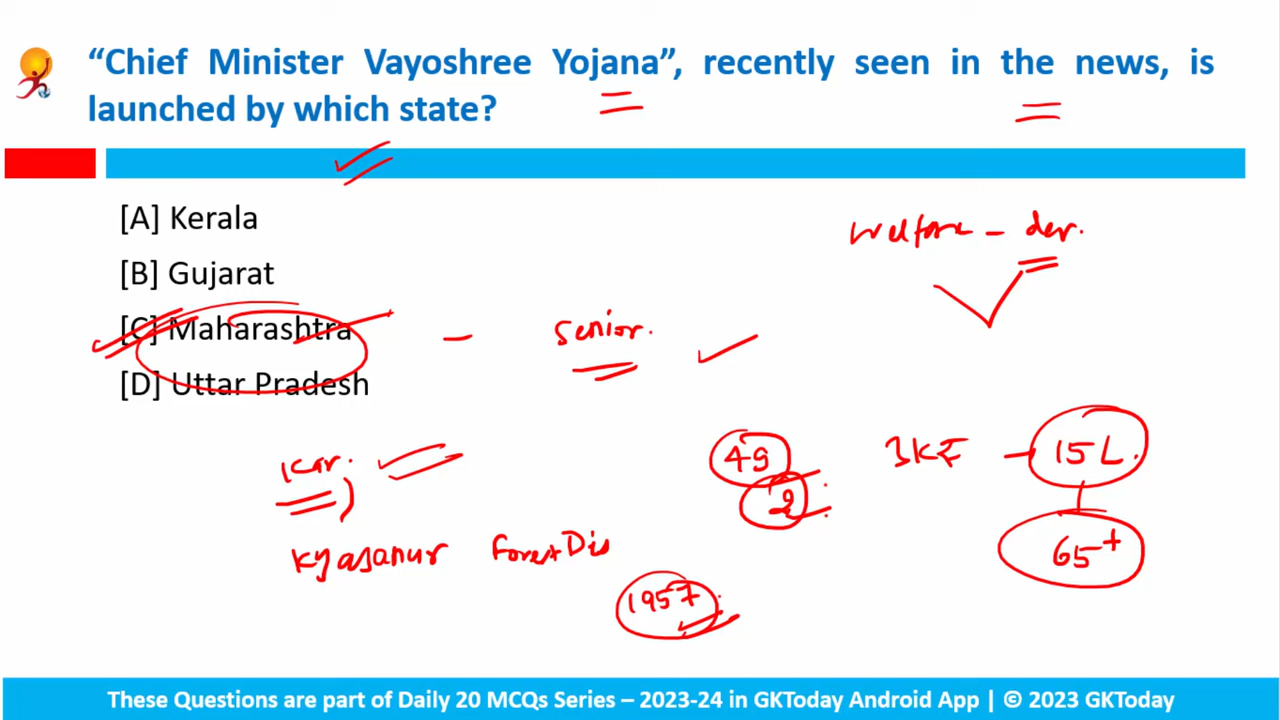 “Chief Minister Vayoshree Yojana”, recently seen in the news, is
launched by which state?
[A] Kerala
[B] Gujarat
welfare - dev.
[C] Maharashtra - senior.
[D] Uttar Pradesh
Kar.
49 3K₹ - 15L.
2
Kyasanur Forest Dis
65+
1957
These Questions are part of Daily 20 MCQs Series – 2023-24 in GKToday Android App | © 2023 GKToday